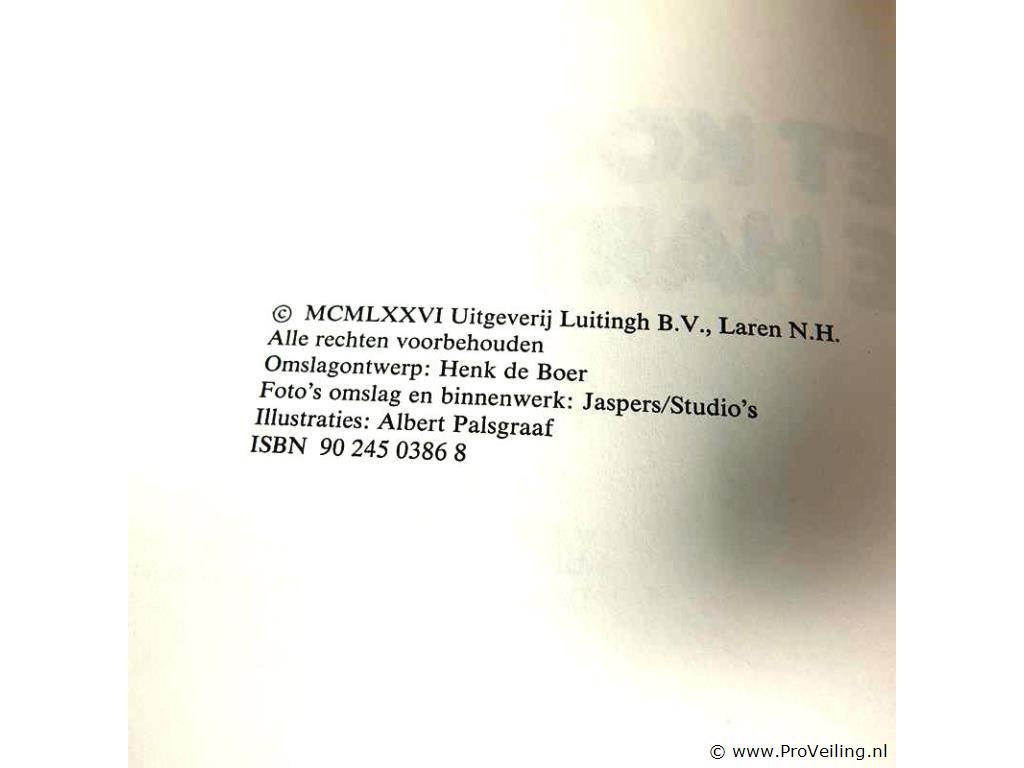 © MCMLXXVI Uitgeverij Luitingh B.V., Laren N.H.
Alle rechten voorbehouden
Omslagontwerp: Henk de Boer
Foto's omslag en binnenwerk: Jaspers/Studio's
Illustraties: Albert Palsgraaf
ISBN 90 245 0386 8
© www.ProVeiling.nl